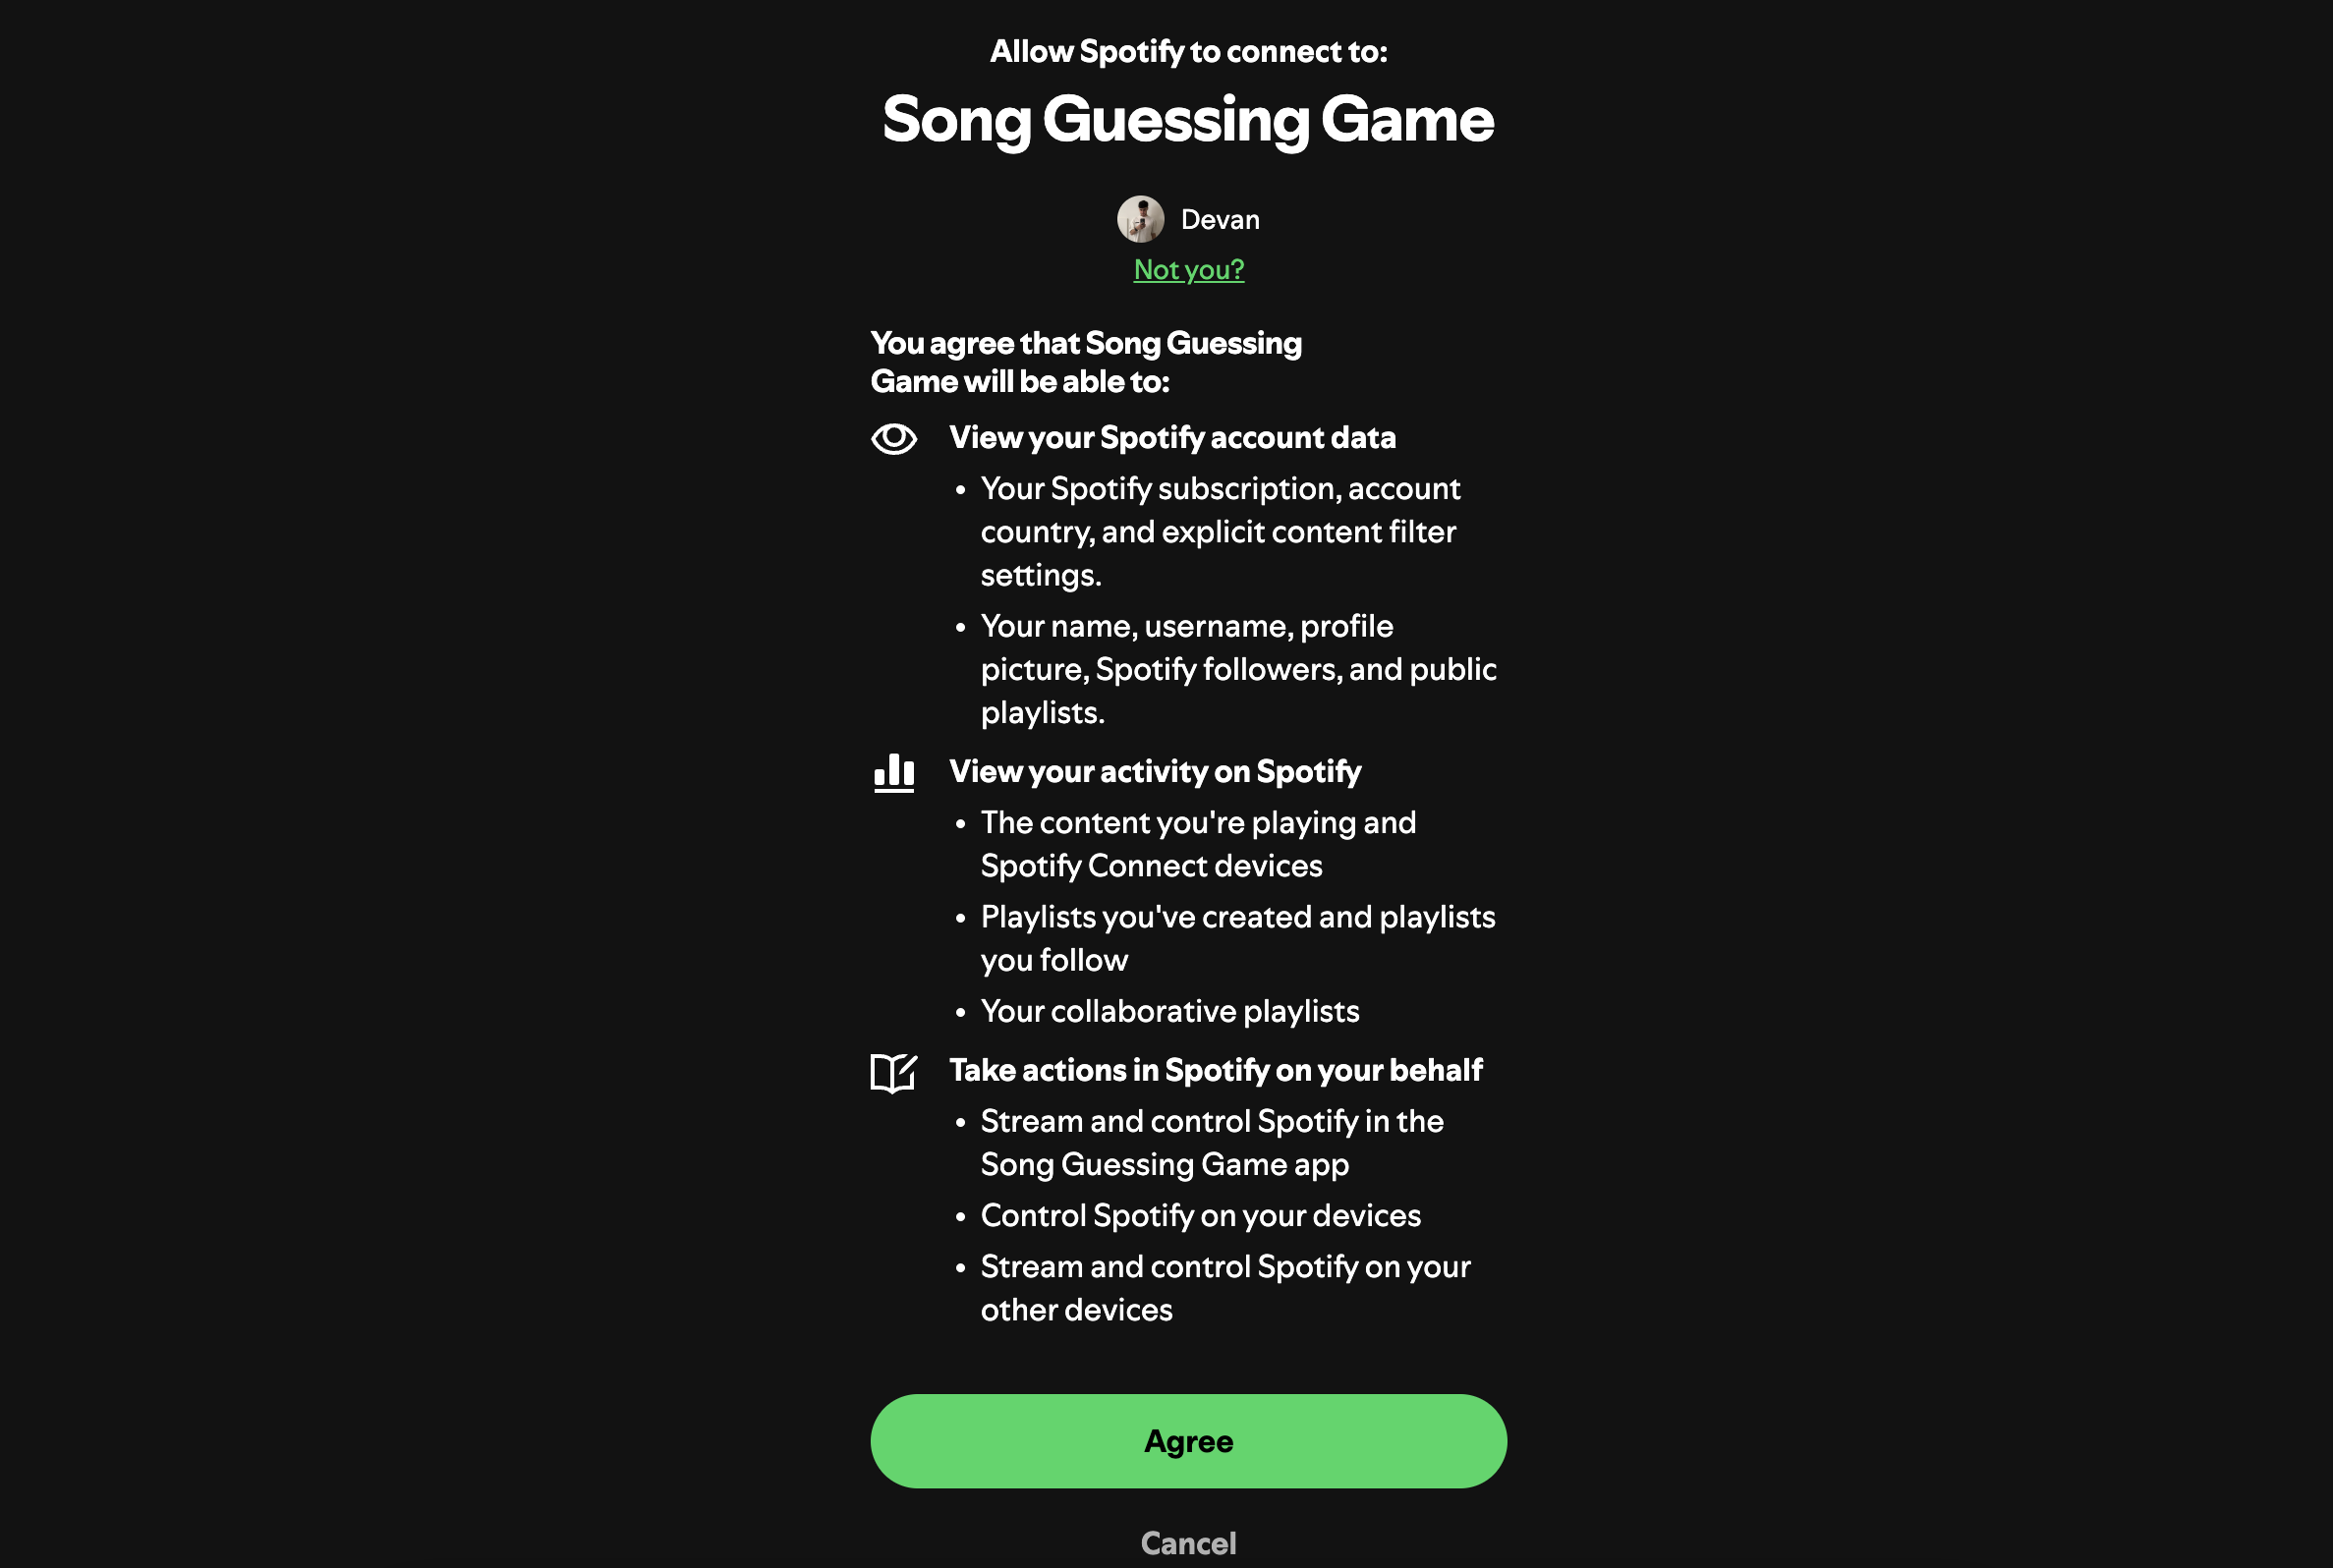 Allow Spotify to connect to:
Song Guessing Game
Devan
Not you?
You agree that Song Guessing
Game will be able to:
View your Spotify account data
• Your Spotify subscription, account
country, and explicit content filter
settings.
• Your name, username, profile
picture, Spotify followers, and public
playlists.
View your activity on Spotify
• The content you're playing and
Spotify Connect devices
• Playlists you've created and playlists
you follow
• Your collaborative playlists
Take actions in Spotify on your behalf
• Stream and control Spotify in the
Song Guessing Game app
• Control Spotify on your devices
• Stream and control Spotify on your
other devices
Agree
Cancel